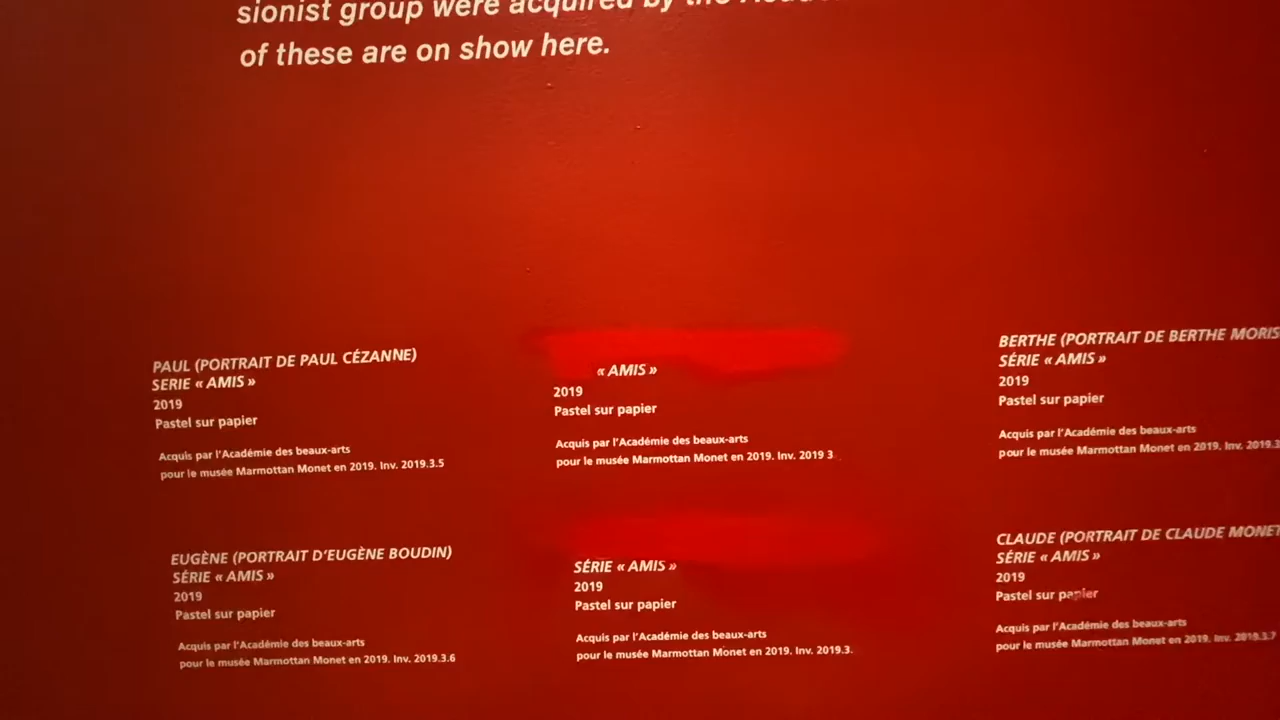 sionist group were acquired by the
of these are on show here.
PAUL (PORTRAIT DE PAUL CÉZANNE)
SERIE « AMIS »
2019
Pastel sur papier
Acquis par l'Académie des beaux-arts
pour le musée Marmottan Monet en 2019. Inv. 2019.3.5
« AMIS »
2019
Pastel sur papier
Acquis par l'Académie des beaux-arts
pour le musée Marmottan Monet en 2019. Inv. 2019 3
BERTHE (PORTRAIT DE BERTHE MORIS
SÉRIE « AMIS »
2019
Pastel sur papier
Acquis par l'Académie des beaux-arts
pour le musée Marmottan Monet en 2019. Inv. 2019.3
EUGÈNE (PORTRAIT D'EUGÈNE BOUDIN)
SÉRIE « AMIS »
2019
Pastel sur papier
Acquis par l'Académie des beaux-arts
pour le musée Marmottan Monet en 2019. Inv. 2019.3.6
SÉRIE « AMIS »
2019
Pastel sur papier
Acquis par l'Académie des beaux-arts
pour le musée Marmottan Monet en 2019. Inv. 2019.3.
CLAUDE (PORTRAIT DE CLAUDE MONET
SÉRIE « AMIS »
2019
Pastel sur papier
Acquis par l'Académie des beaux-arts
pour le musée Marmottan Monet en 2019. Inv. 2019.3.7